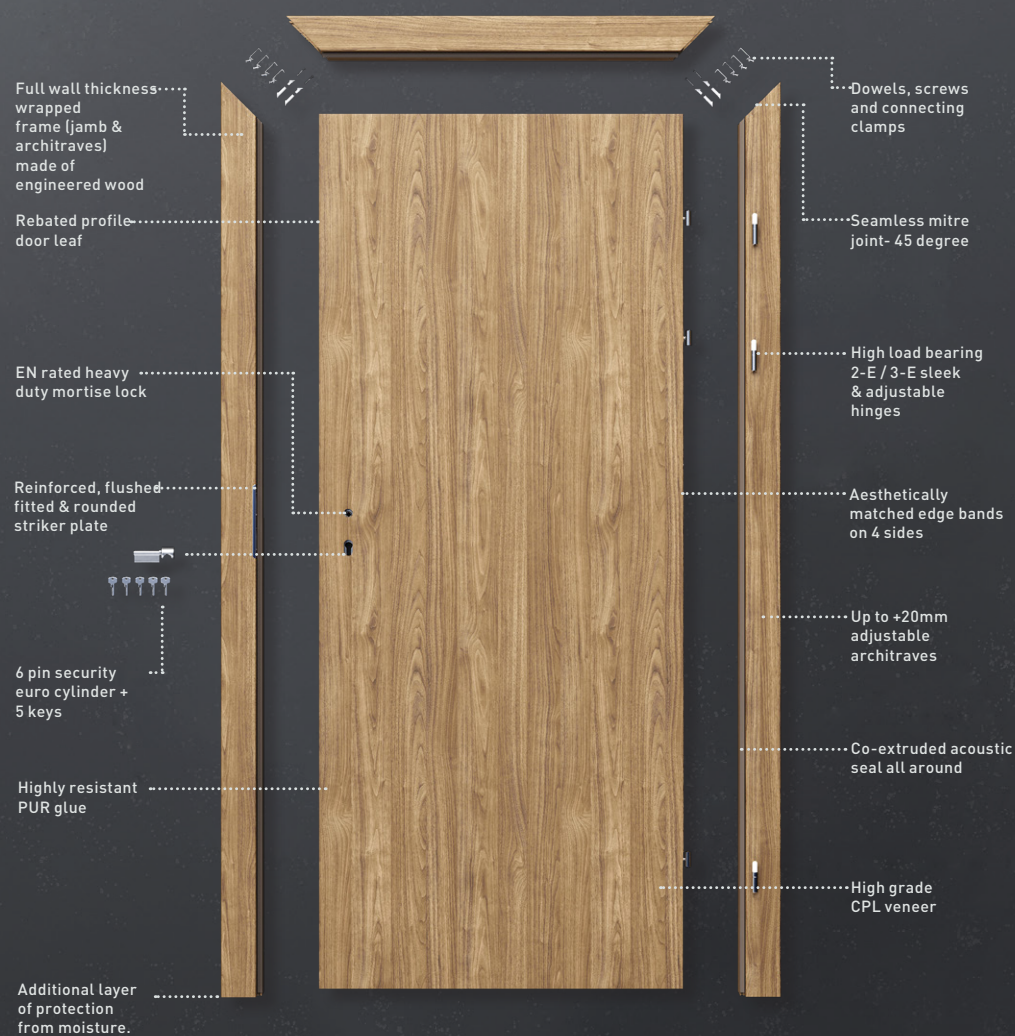 Full wall thickness
wrapped
frame (jamb &
architraves)
made of
engineered wood
Rebated profile
door leaf
EN rated heavy
duty mortise lock
Reinforced, flushed
fitted & rounded
striker plate
6 pin security
euro cylinder +
5 keys
Highly resistant
PUR glue
Additional layer
of protection
from moisture.
Dowels, screws
and connecting
clamps
Seamless mitre
joint- 45 degree
High load bearing
2-E / 3-E sleek
& adjustable
hinges
Aesthetically
matched edge bands
on 4 sides
Up to +20mm
adjustable
architraves
Co-extruded acoustic
seal all around
High grade
CPL veneer